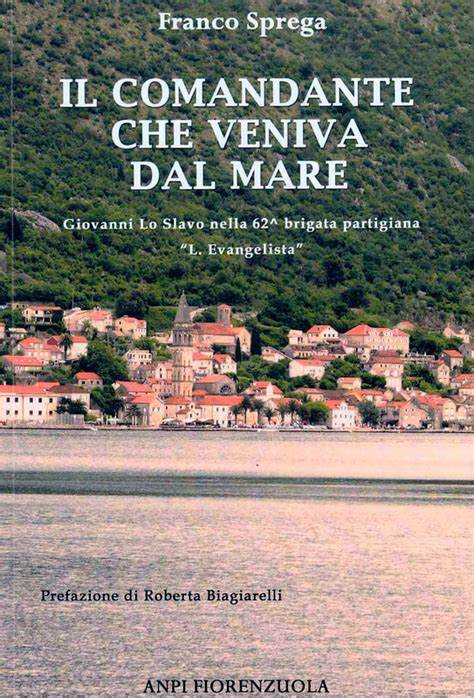 Franco Sprega
IL COMANDANTE
CHE VENIVA
DAL MARE
Giovanni Lo Slavo nella 62^ brigata partigiana
"L. Evangelista"
Prefazione di Roberta Biagiarelli
ANPI FIORENZUOLA